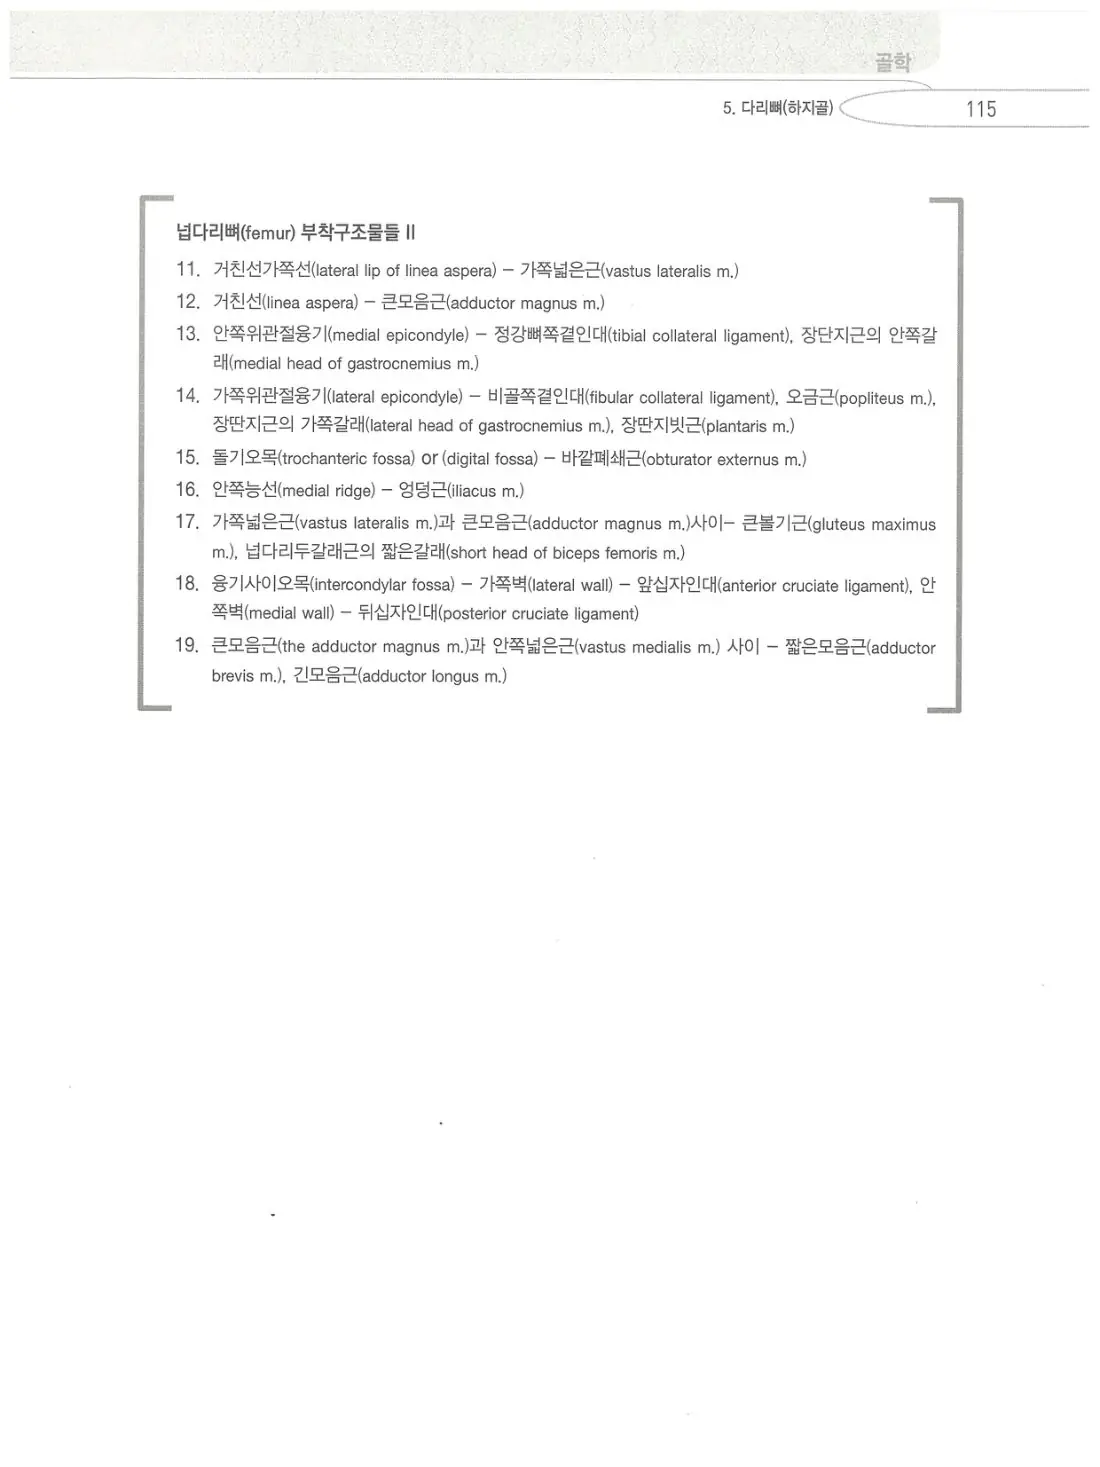 골학
5. 다리뼈(하지골)
115
넙다리뼈(femur) 부착구조물들 II
11. 거친선가쪽선(lateral lip of linea aspera) – 가쪽넓은근(vastus lateralis m.)
12. 거친선(linea aspera) – 큰모음근(adductor magnus m.)
13. 안쪽위관절융기(medial epicondyle) – 정강뼈쪽곁인대(tibial collateral ligament), 장단지근의 안쪽갈
래(medial head of gastrocnemius m.)
14. 가쪽위관절융기(lateral epicondyle) – 비골쪽곁인대(fibular collateral ligament), 오금근(popliteus m.),
장딴지근의 가쪽갈래(lateral head of gastrocnemius m.), 장딴지빗근(plantaris m.)
15. 돌기오목(trochanteric fossa) or (digital fossa) – 바깥폐쇄근(obturator externus m.)
16. 안쪽능선(medial ridge) – 엉덩근(iliacus m.)
17. 가쪽넓은근(vastus lateralis m.)과 큰모음근(adductor magnus m.)사이– 큰볼기근(gluteus maximus
m.), 넙다리두갈래근의 짧은갈래(short head of biceps femoris m.)
18. 융기사이오목(intercondylar fossa) – 가쪽벽(lateral wall) – 앞십자인대(anterior cruciate ligament), 안
쪽벽(medial wall) – 뒤십자인대(posterior cruciate ligament)
19. 큰모음근(the adductor magnus m.)과 안쪽넓은근(vastus medialis m.) 사이 – 짧은모음근(adductor
brevis m.), 긴모음근(adductor longus m.)